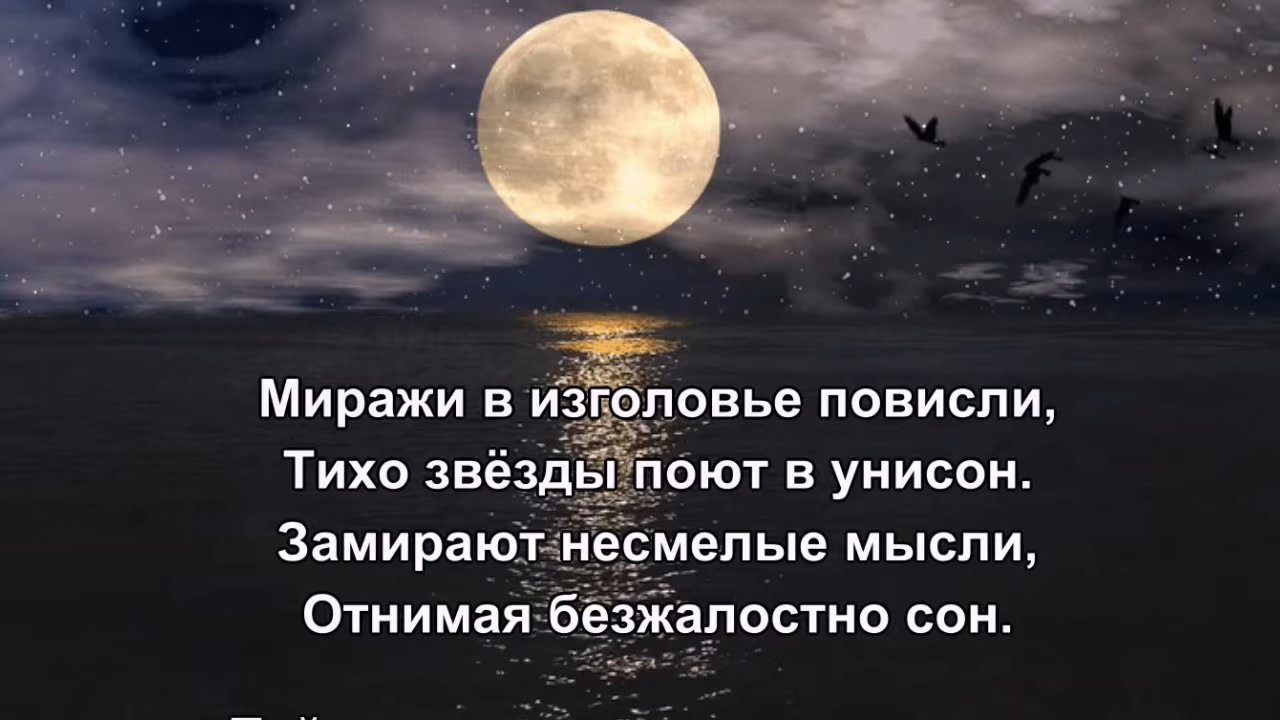 Миражи в изголовье повисли,
Тихо звёзды поют в унисон.
Замирают несмелые мысли,
Отнимая безжалостно сон.